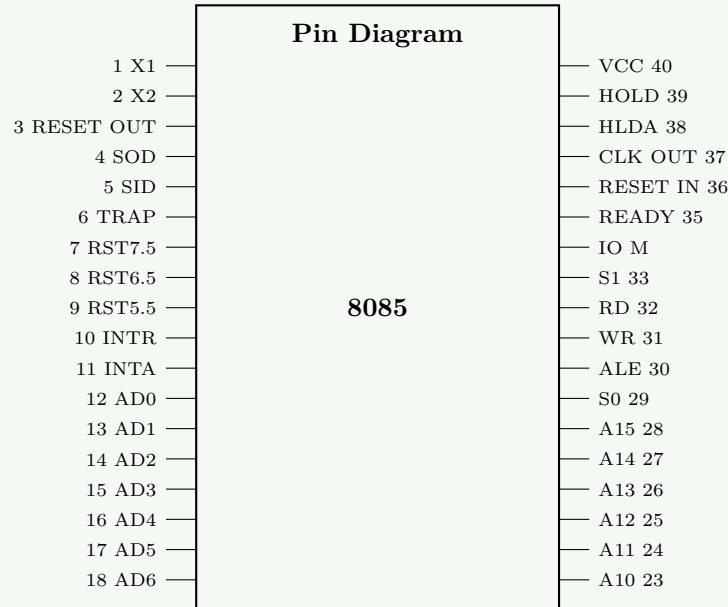 Pin Diagram
1 X1
2 X2
3 RESET OUT
4 SOD
5 SID
6 TRAP
7 RST7.5
8 RST6.5
9 RST5.5
10 INTR
11 INTA
12 AD0
13 AD1
14 AD2
15 AD3
16 AD4
17 AD5
18 AD6
8085
VCC 40
HOLD 39
HLDA 38
CLK OUT 37
RESET IN 36
READY 35
IO M
S1 33
RD 32
WR 31
ALE 30
S0 29
A15 28
A14 27
A13 26
A12 25
A11 24
A10 23